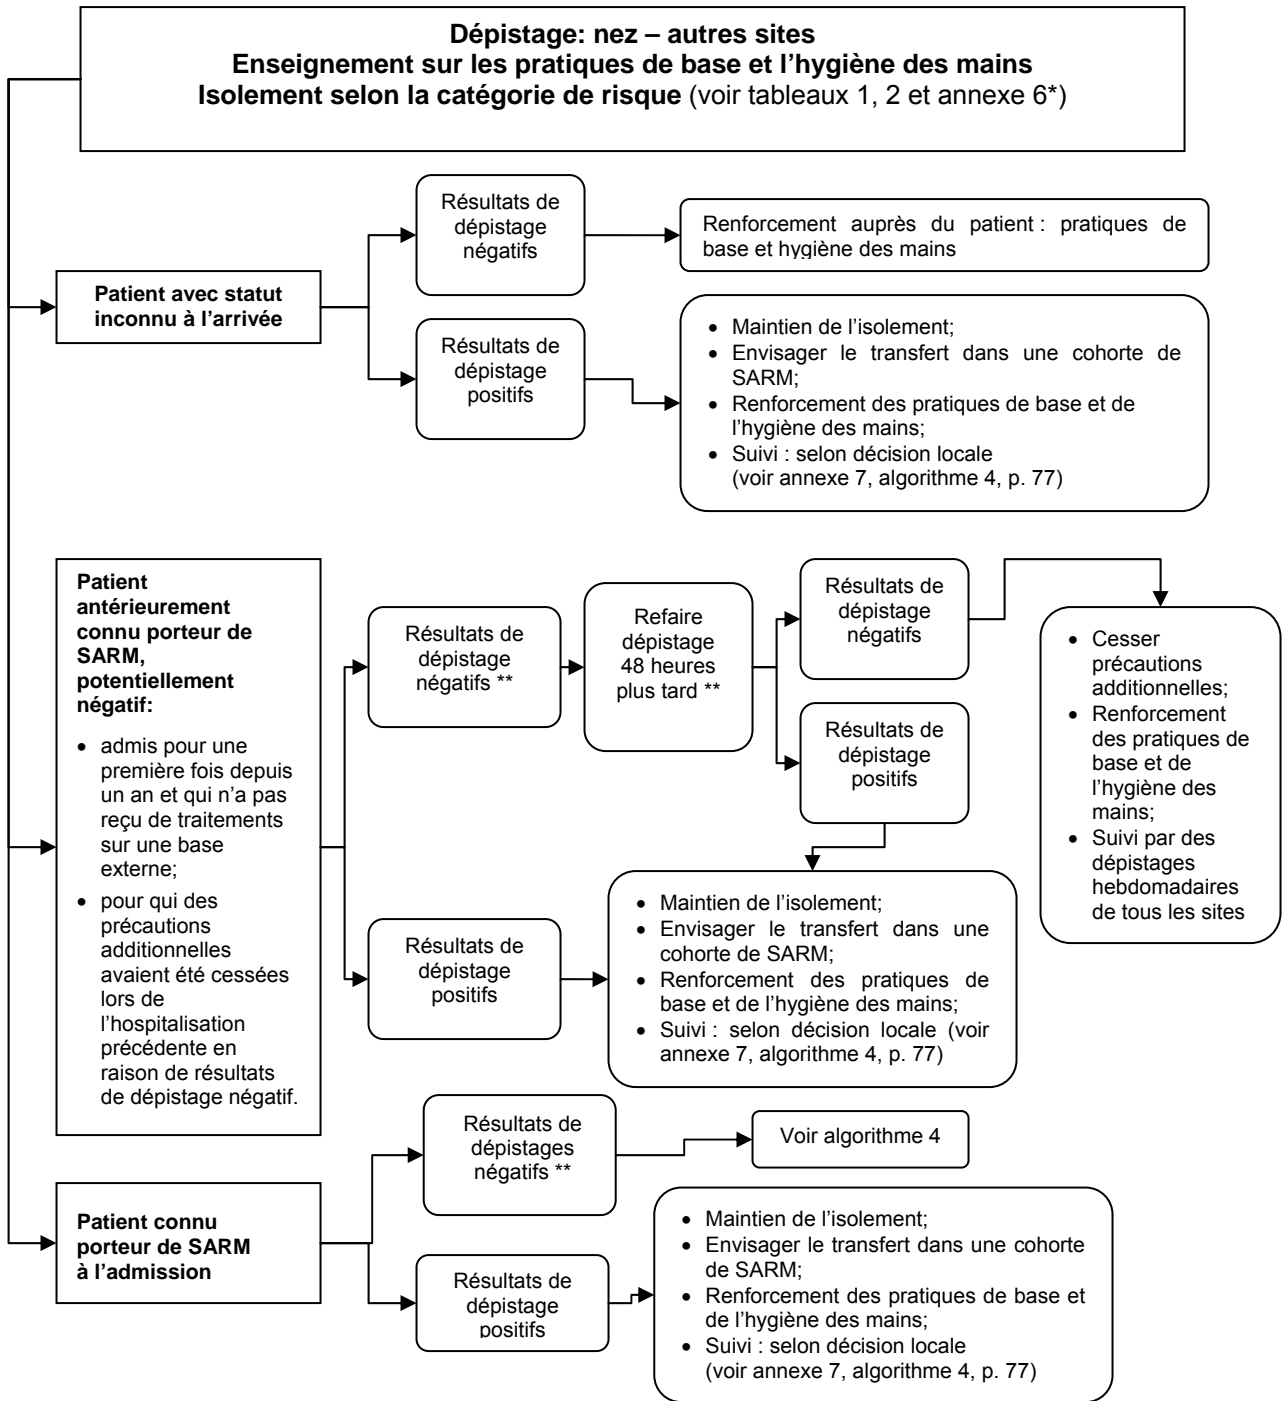 Dépistage: nez – autres sites
Enseignement sur les pratiques de base et l'hygiène des mains
Isolement selon la catégorie de risque (voir tableaux 1, 2 et annexe 6*)
Patient avec statut
inconnu à l'arrivée
Résultats de
dépistage
négatifs
Renforcement auprès du patient : pratiques de
base et hygiène des mains
Résultats de
dépistage
positifs
• Maintien de l'isolement;
• Envisager le transfert dans une cohorte de
SARM;
• Renforcement des pratiques de base et de
l'hygiène des mains;
• Suivi : selon décision locale
(voir annexe 7, algorithme 4, p. 77)
Patient
antérieurement
connu porteur de
SARM,
potentiellement
négatif:
• admis pour une
première fois depuis
un an et qui n'a pas
reçu de traitements
sur une base
externe;
• pour qui des
précautions
additionnelles
avaient été cessées
lors de
l'hospitalisation
précédente en
raison de résultats
de dépistage négatif.
Résultats de
dépistage
négatifs **
Refaire
dépistage
48 heures
plus tard **
Résultats de
dépistage
négatifs
• Cesser
précautions
additionnelles;
• Renforcement
des pratiques de
base et de
l'hygiène des
mains;
• Suivi par des
dépistages
hebdomadaires
de tous les sites
Résultats de
dépistage
positifs
Résultats de
dépistage
positifs
• Maintien de l'isolement;
• Envisager le transfert dans une
cohorte de SARM;
• Renforcement des pratiques de
base et de l'hygiène des mains;
• Suivi : selon décision locale (voir
annexe 7, algorithme 4, p. 77)
Patient connu
porteur de SARM
à l'admission
Résultats de
dépistages
négatifs **
Voir algorithme 4
Résultats de
dépistage
positifs
• Maintien de l'isolement;
• Envisager le transfert dans une cohorte
de SARM;
• Renforcement des pratiques de base et
de l'hygiène des mains;
• Suivi : selon décision locale
(voir annexe 7, algorithme 4, p. 77)